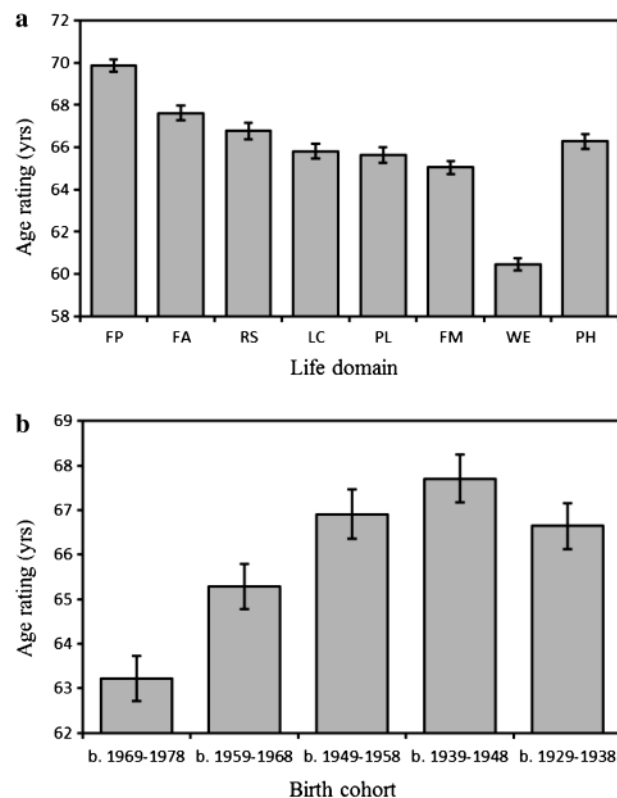 a
Age rating (yrs)
72
70
68
66
64
62
60
58
FP FA RS LC PL FM WE PH
Life domain
b
Age rating (yrs)
69
68
67
66
65
64
63
62
b. 1969-1978 b. 1959-1968 b. 1949-1958 b. 1939-1948 b. 1929-1938
Birth cohort